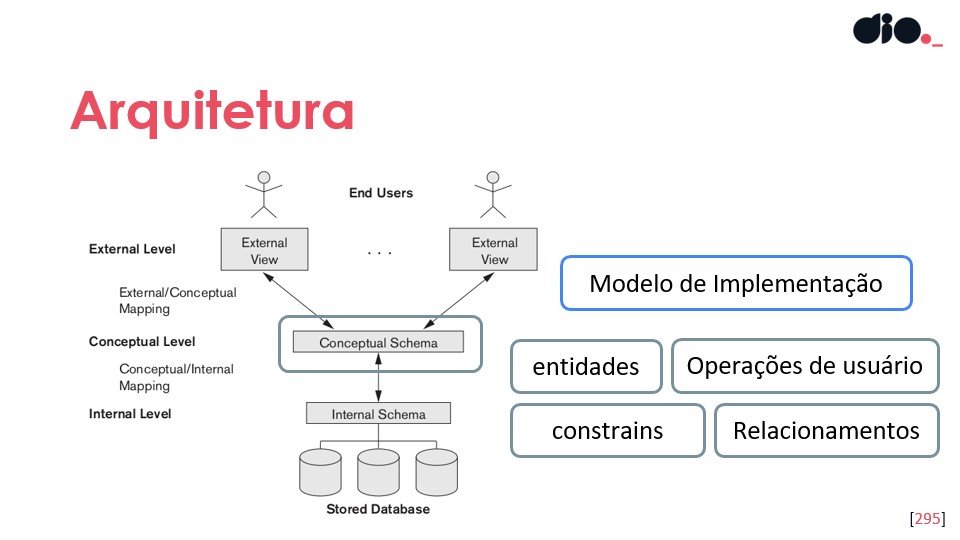 dio._
Arquitetura
End Users
External Level
External
View
. . .
External
View
External/Conceptual
Mapping
Conceptual Level
Conceptual Schema
Conceptual/Internal
Mapping
Internal Level
Internal Schema
Stored Database
Modelo de Implementação
entidades
Operações de usuário
constrains
Relacionamentos
[295]